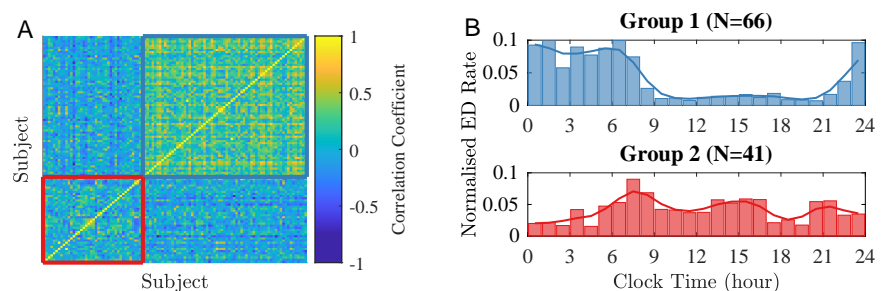 A
Subject
Subject
1
0.5
0
-0.5
-1
Correlation Coefficient
B
Normalised ED Rate
Group 1 (N=66)
0.1
0.05
0
0 3 6 9 12 15 18 21 24
Group 2 (N=41)
0.1
0.05
0
0 3 6 9 12 15 18 21 24
Clock Time (hour)